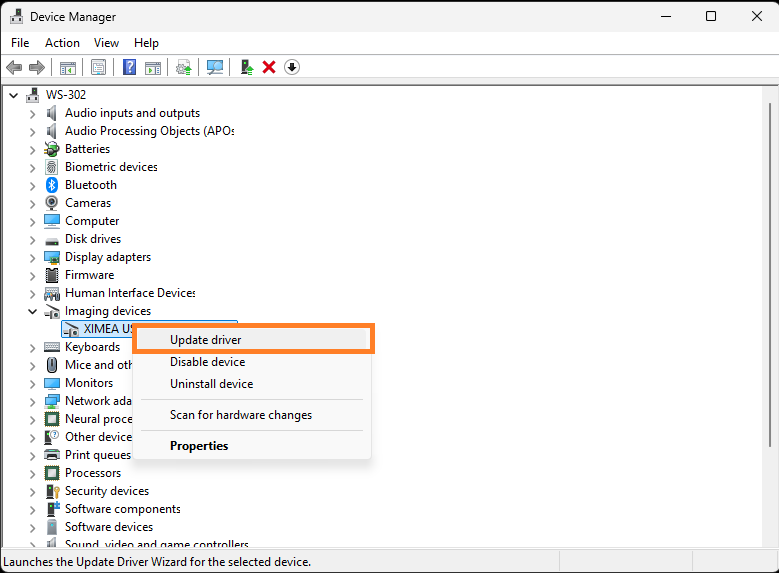 Device Manager
File Action View Help
WS-302
Audio inputs and outputs
Audio Processing Objects (APOs
Batteries
Biometric devices
Bluetooth
Cameras
Computer
Disk drives
Display adapters
Firmware
Human Interface Devices
Imaging devices
XIMEA US
Update driver
Disable device
Uninstall device
Scan for hardware changes
Properties
Keyboards
Mice and oth
Monitors
Network ada
Neural proce
Other device
Print queues
Processors
Security devices
Software components
Software devices
Sound, video and game controllers
Launches the Update Driver Wizard for the selected device.